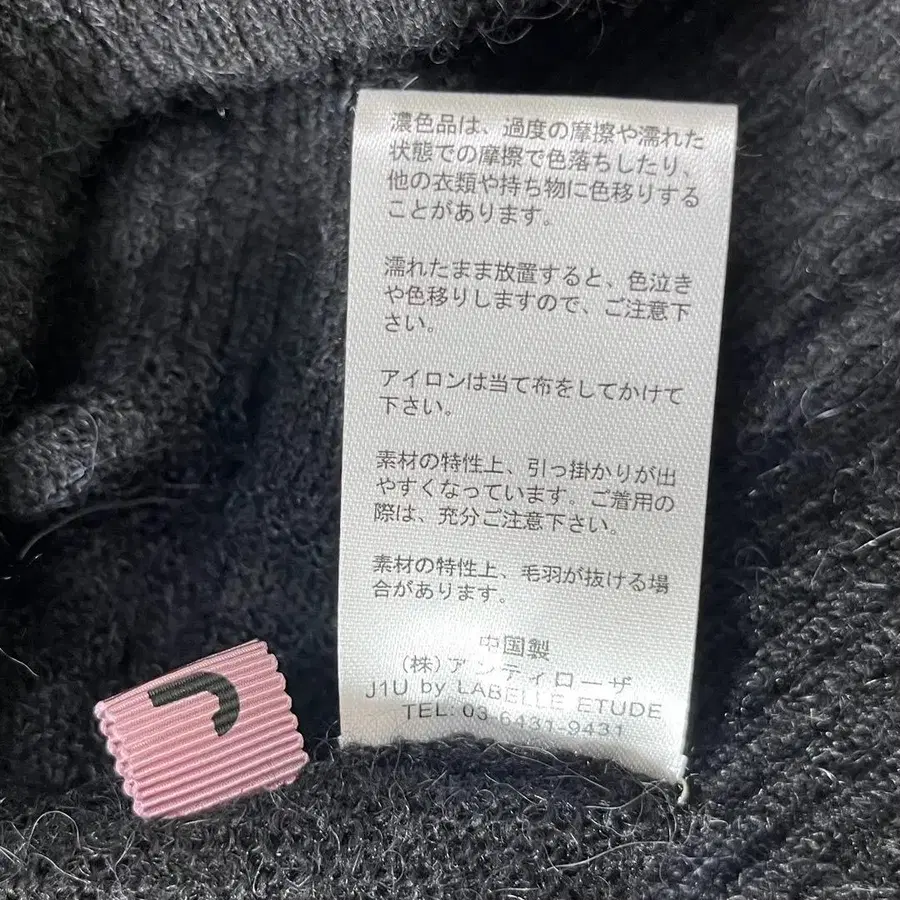 濃色品は、過度の摩擦や濡れた
状態での摩擦で色落ちしたり、
他の衣類や持ち物に色移りする
ことがあります。
濡れたまま放置すると、色泣き
や色移りしますので、ご注意下
さい。
アイロンは当て布をしてかけて
下さい。
素材の特性上、引っ掛かりが出
やすくなっています。ご着用の
際は、充分ご注意下さい。
素材の特性上、毛羽が抜ける場
合があります。
中国製
(株)アンティローザ
J1U by LABELLE ETUDE
TEL: 03-6431-9431
J